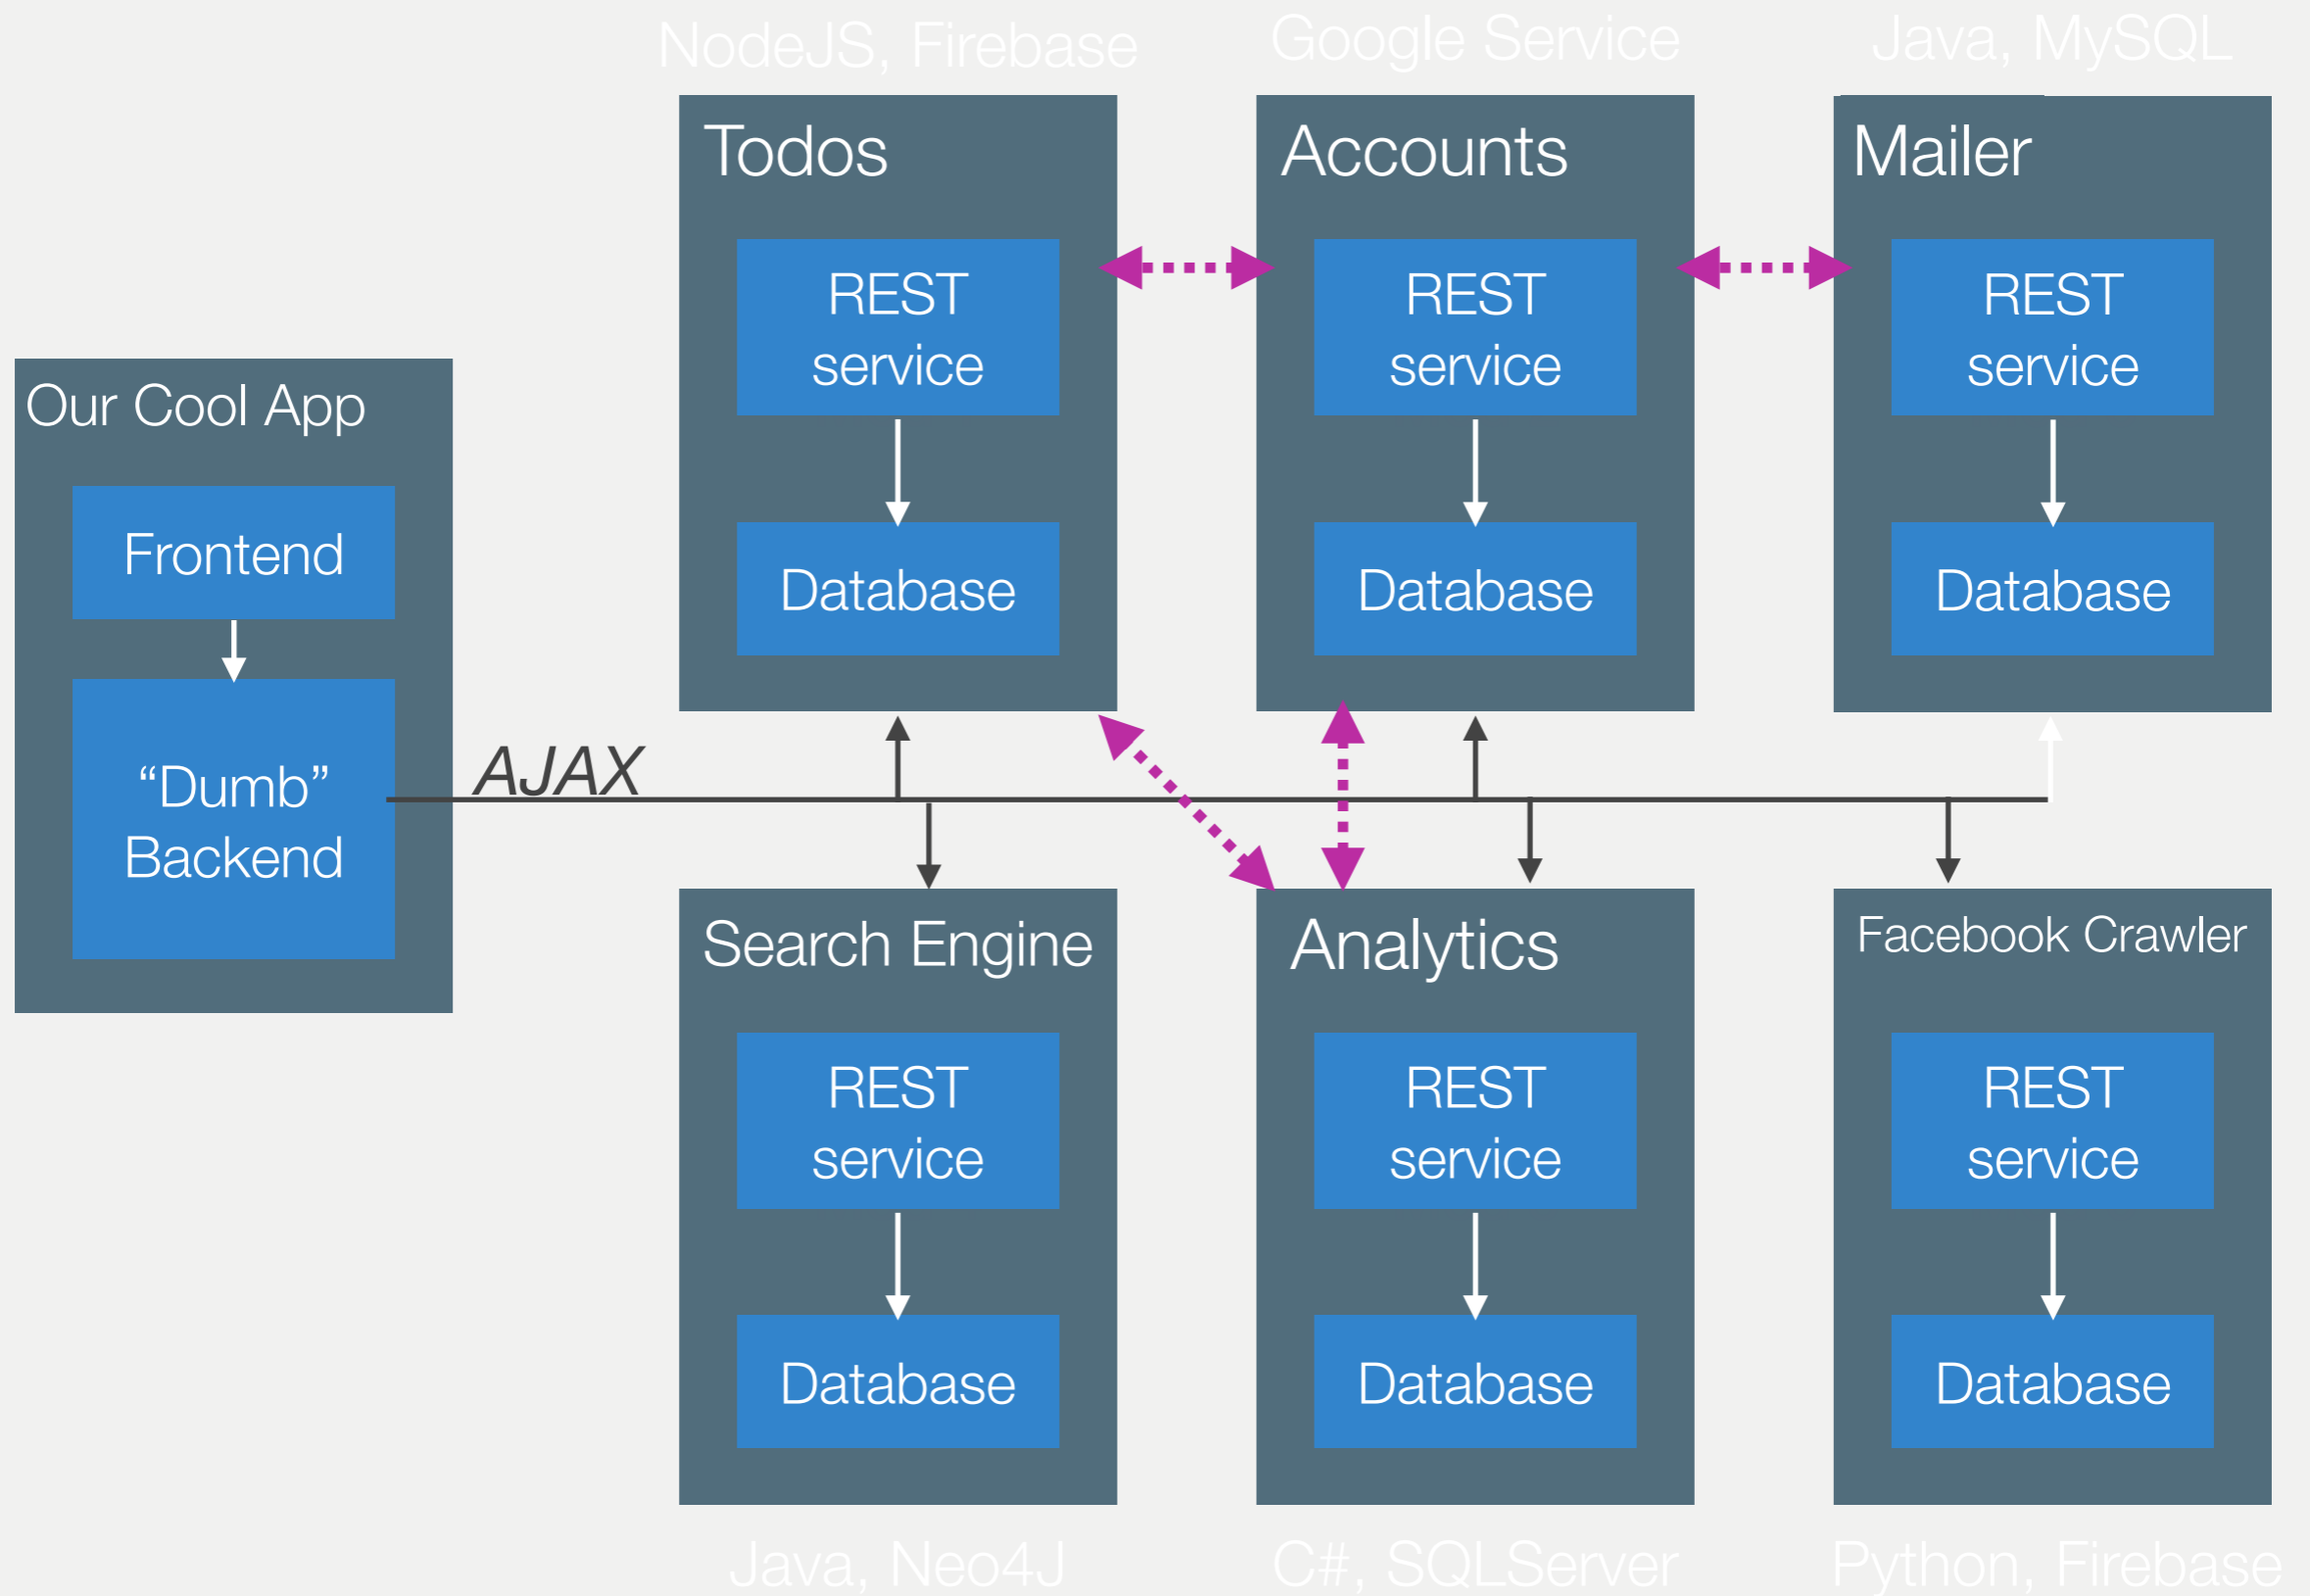 NodeJS, Firebase
Google Service
Java, MySQL
Todos
REST
service
Database
Accounts
REST
service
Database
Mailer
REST
service
Database
Our Cool App
Frontend
“Dumb”
Backend
AJAX
Search Engine
REST
service
Database
Analytics
REST
service
Database
Facebook Crawler
REST
service
Database
Java, Neo4J
C#, SQLServer
Python, Firebase